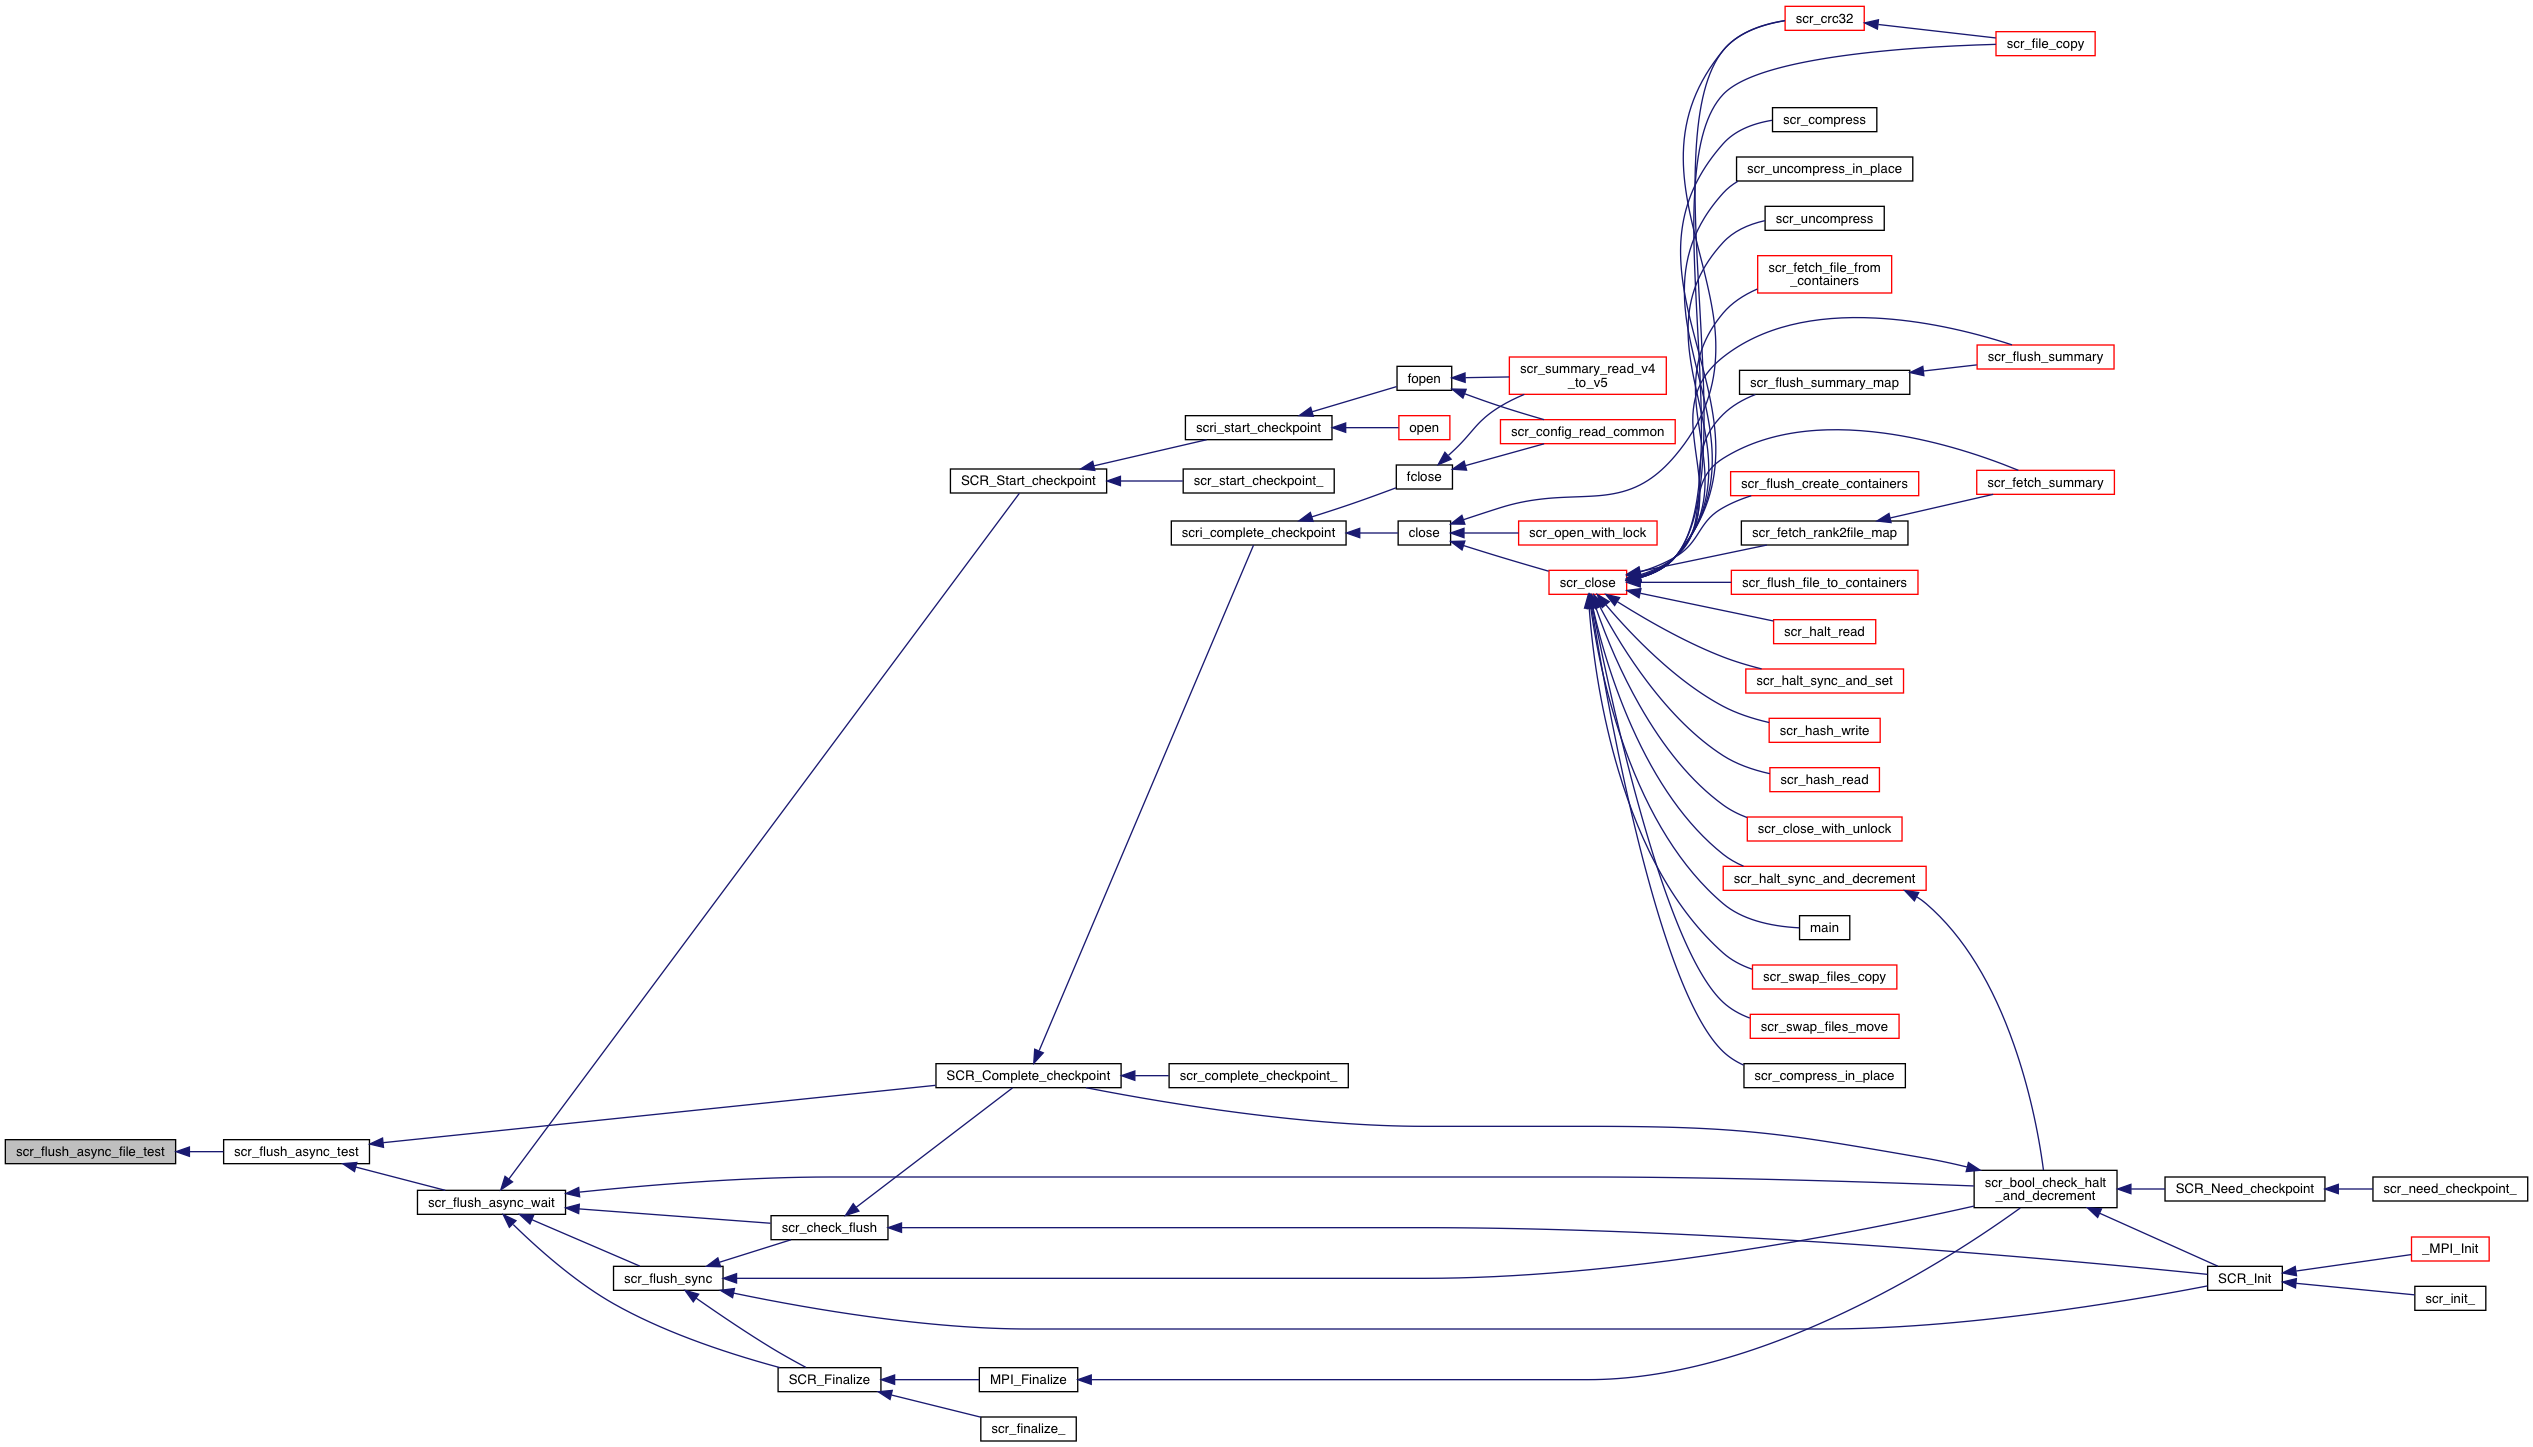 scr_crc32
scr_file_copy
scr_compress
scr_uncompress_in_place
scr_uncompress
scr_fetch_file_from
_containers
scr_flush_summary
scr_summary_read_v4
_to_v5
fopen
scr_flush_summary_map
scri_start_checkpoint
open
scr_config_read_common
SCR_Start_checkpoint
scr_start_checkpoint_
fclose
scr_flush_create_containers
scr_fetch_summary
scri_complete_checkpoint
close
scr_open_with_lock
scr_fetch_rank2file_map
scr_close
scr_flush_file_to_containers
scr_halt_read
scr_halt_sync_and_set
scr_hash_write
scr_hash_read
scr_close_with_unlock
scr_halt_sync_and_decrement
main
scr_swap_files_copy
scr_swap_files_move
SCR_Complete_checkpoint
scr_complete_checkpoint_
scr_compress_in_place
scr_flush_async_file_test
scr_flush_async_test
scr_flush_async_wait
scr_bool_check_halt
_and_decrement
SCR_Need_checkpoint
scr_need_checkpoint_
scr_check_flush
_MPI_Init
scr_flush_sync
SCR_Init
scr_init_
SCR_Finalize
MPI_Finalize
scr_finalize_